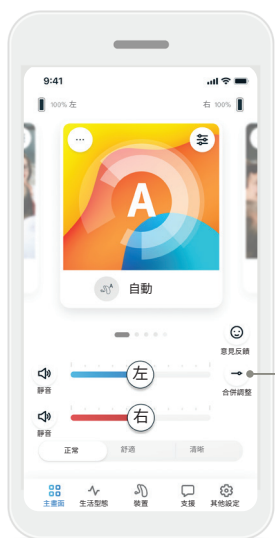 9:41
100% 左
右 100%
A
自動
意見反饋
左
靜音
合併調整
右
靜音
正常 舒適 清晰
主畫面 生活型態 裝置 支援 其他設定